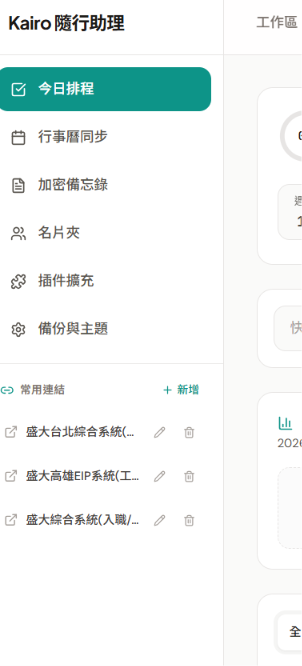 Kairo 隨行助理
工作區
今日排程
行事曆同步
加密備忘錄
名片夾
插件擴充
備份與主題
常用連結
+ 新增
盛大台北綜合系統(...
盛大高雄EIP系統(工...
盛大綜合系統(入職/...
週
1
快
2026
全